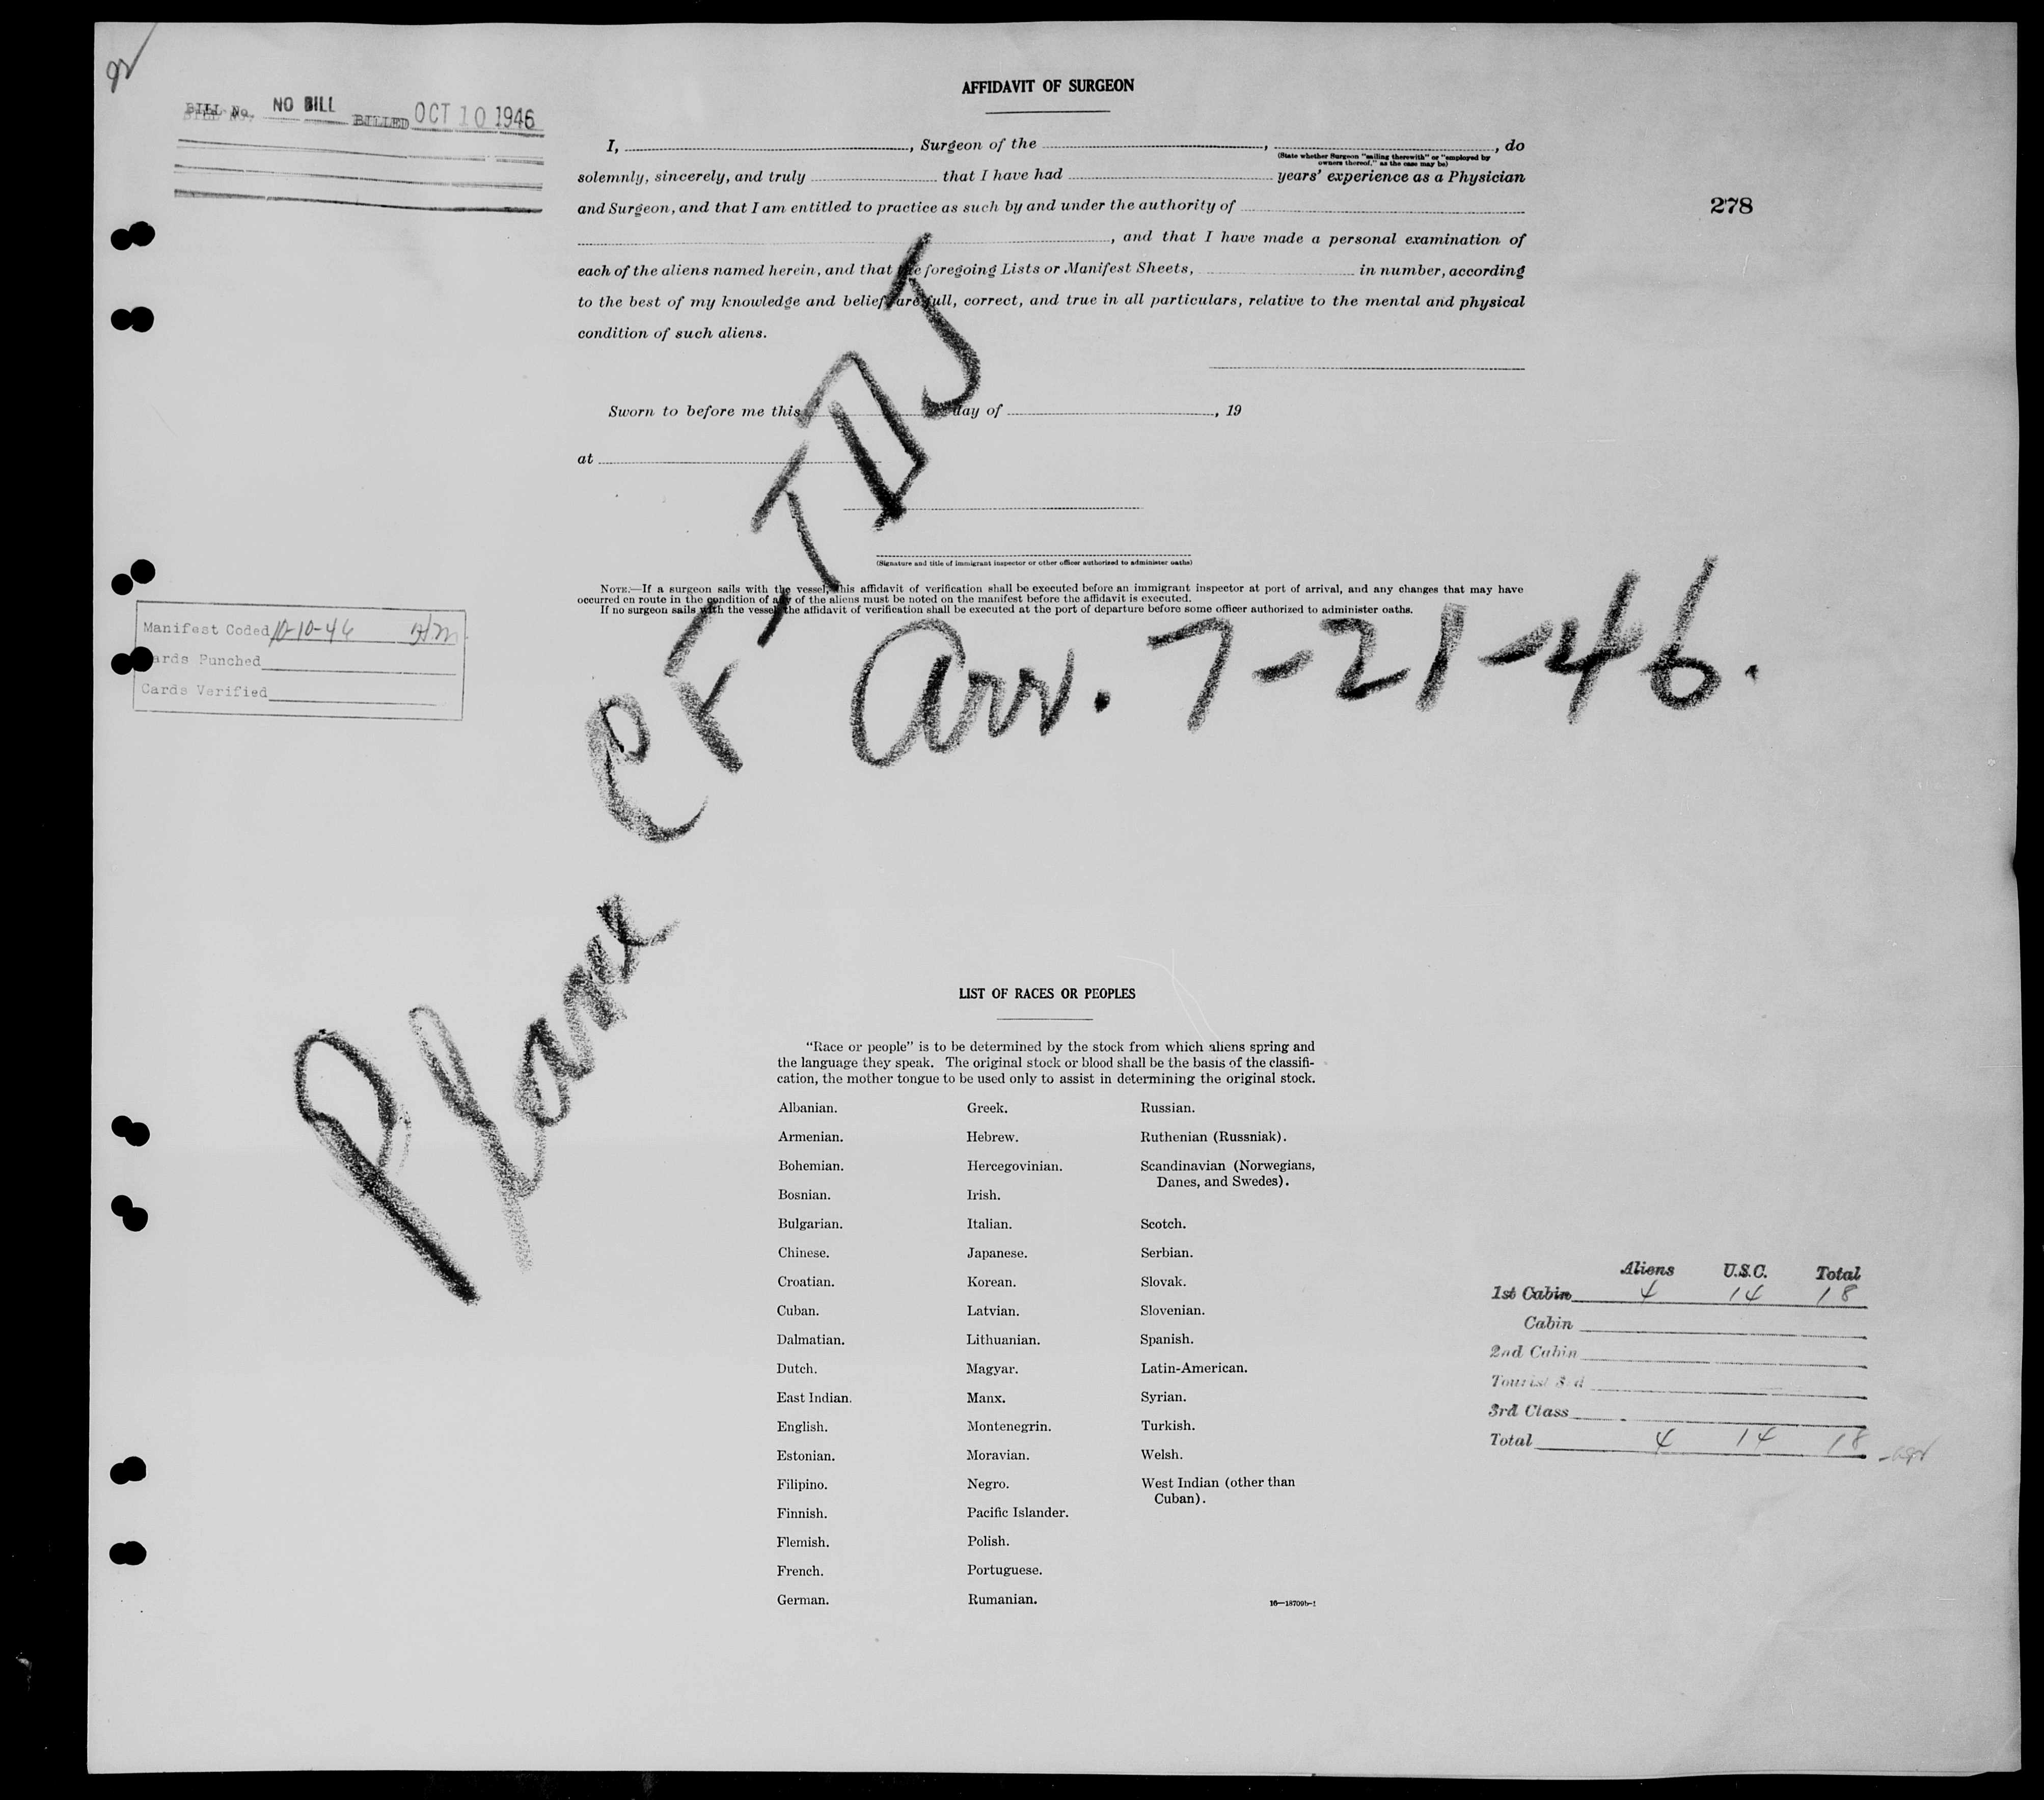 BILL No. NO BILL BILLED OCT 10 1946
AFFIDAVIT OF SURGEON
I, , Surgeon of the , , do
(State whether Surgeon "sailing therewith" or "employed by
owners thereof," as the case may be)
solemnly, sincerely, and truly that I have had years' experience as a Physician
and Surgeon, and that I am entitled to practice as such by and under the authority of
278
, and that I have made a personal examination of
each of the aliens named herein, and that the foregoing Lists or Manifest Sheets, in number, according
to the best of my knowledge and belief, are full, correct, and true in all particulars, relative to the mental and physical
condition of such aliens.
Sworn to before me this day of , 19
at
(Signature and title of immigrant inspector or other officer authorized to administer oaths)
NOTE.—If a surgeon sails with the vessel, this affidavit of verification shall be executed before an immigrant inspector at port of arrival, and any changes that may have
occurred en route in the condition of any of the aliens must be noted on the manifest before the affidavit is executed.
If no surgeon sails with the vessel, the affidavit of verification shall be executed at the port of departure before some officer authorized to administer oaths.
Manifest Coded 10-10-46
Cards Punched
Cards Verified
Plane CF-
Arr. 7-21-46.
LIST OF RACES OR PEOPLES
"Race or people" is to be determined by the stock from which aliens spring and
the language they speak. The original stock or blood shall be the basis of the classifi-
cation, the mother tongue to be used only to assist in determining the original stock.
Albanian. Greek. Russian.
Armenian. Hebrew. Ruthenian (Russniak).
Bohemian. Hercegovinian. Scandinavian (Norwegians,
Danes, and Swedes).
Bosnian. Irish.
Bulgarian. Italian. Scotch.
Chinese. Japanese. Serbian.
Croatian. Korean. Slovak.
Cuban. Latvian. Slovenian.
Dalmatian. Lithuanian. Spanish.
Dutch. Magyar. Latin-American.
East Indian. Manx. Syrian.
English. Montenegrin. Turkish.
Estonian. Moravian. Welsh.
Filipino. Negro. West Indian (other than
Cuban).
Finnish. Pacific Islander.
Flemish. Polish.
French. Portuguese.
German. Rumanian.
16—18709b-1
Aliens U.S.C. Total
1st Cabin 4 14 18
Cabin
2nd Cabin
Tourist 3d
3rd Class
Total 4 14 18